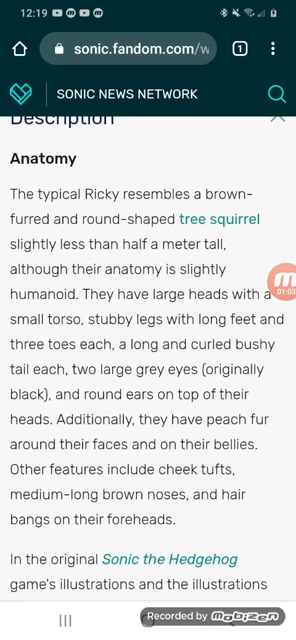 12:19
sonic.fandom.com/w
1
SONIC NEWS NETWORK
Description
Anatomy
The typical Ricky resembles a brown-
furred and round-shaped tree squirrel
slightly less than half a meter tall,
although their anatomy is slightly
humanoid. They have large heads with a
small torso, stubby legs with long feet and
01:03
three toes each, a long and curled bushy
tail each, two large grey eyes (originally
black), and round ears on top of their
heads. Additionally, they have peach fur
around their faces and on their bellies.
Other features include cheek tufts,
medium-long brown noses, and hair
bangs on their foreheads.
In the original Sonic the Hedgehog
game's illustrations and the illustrations
Recorded by Mobizen